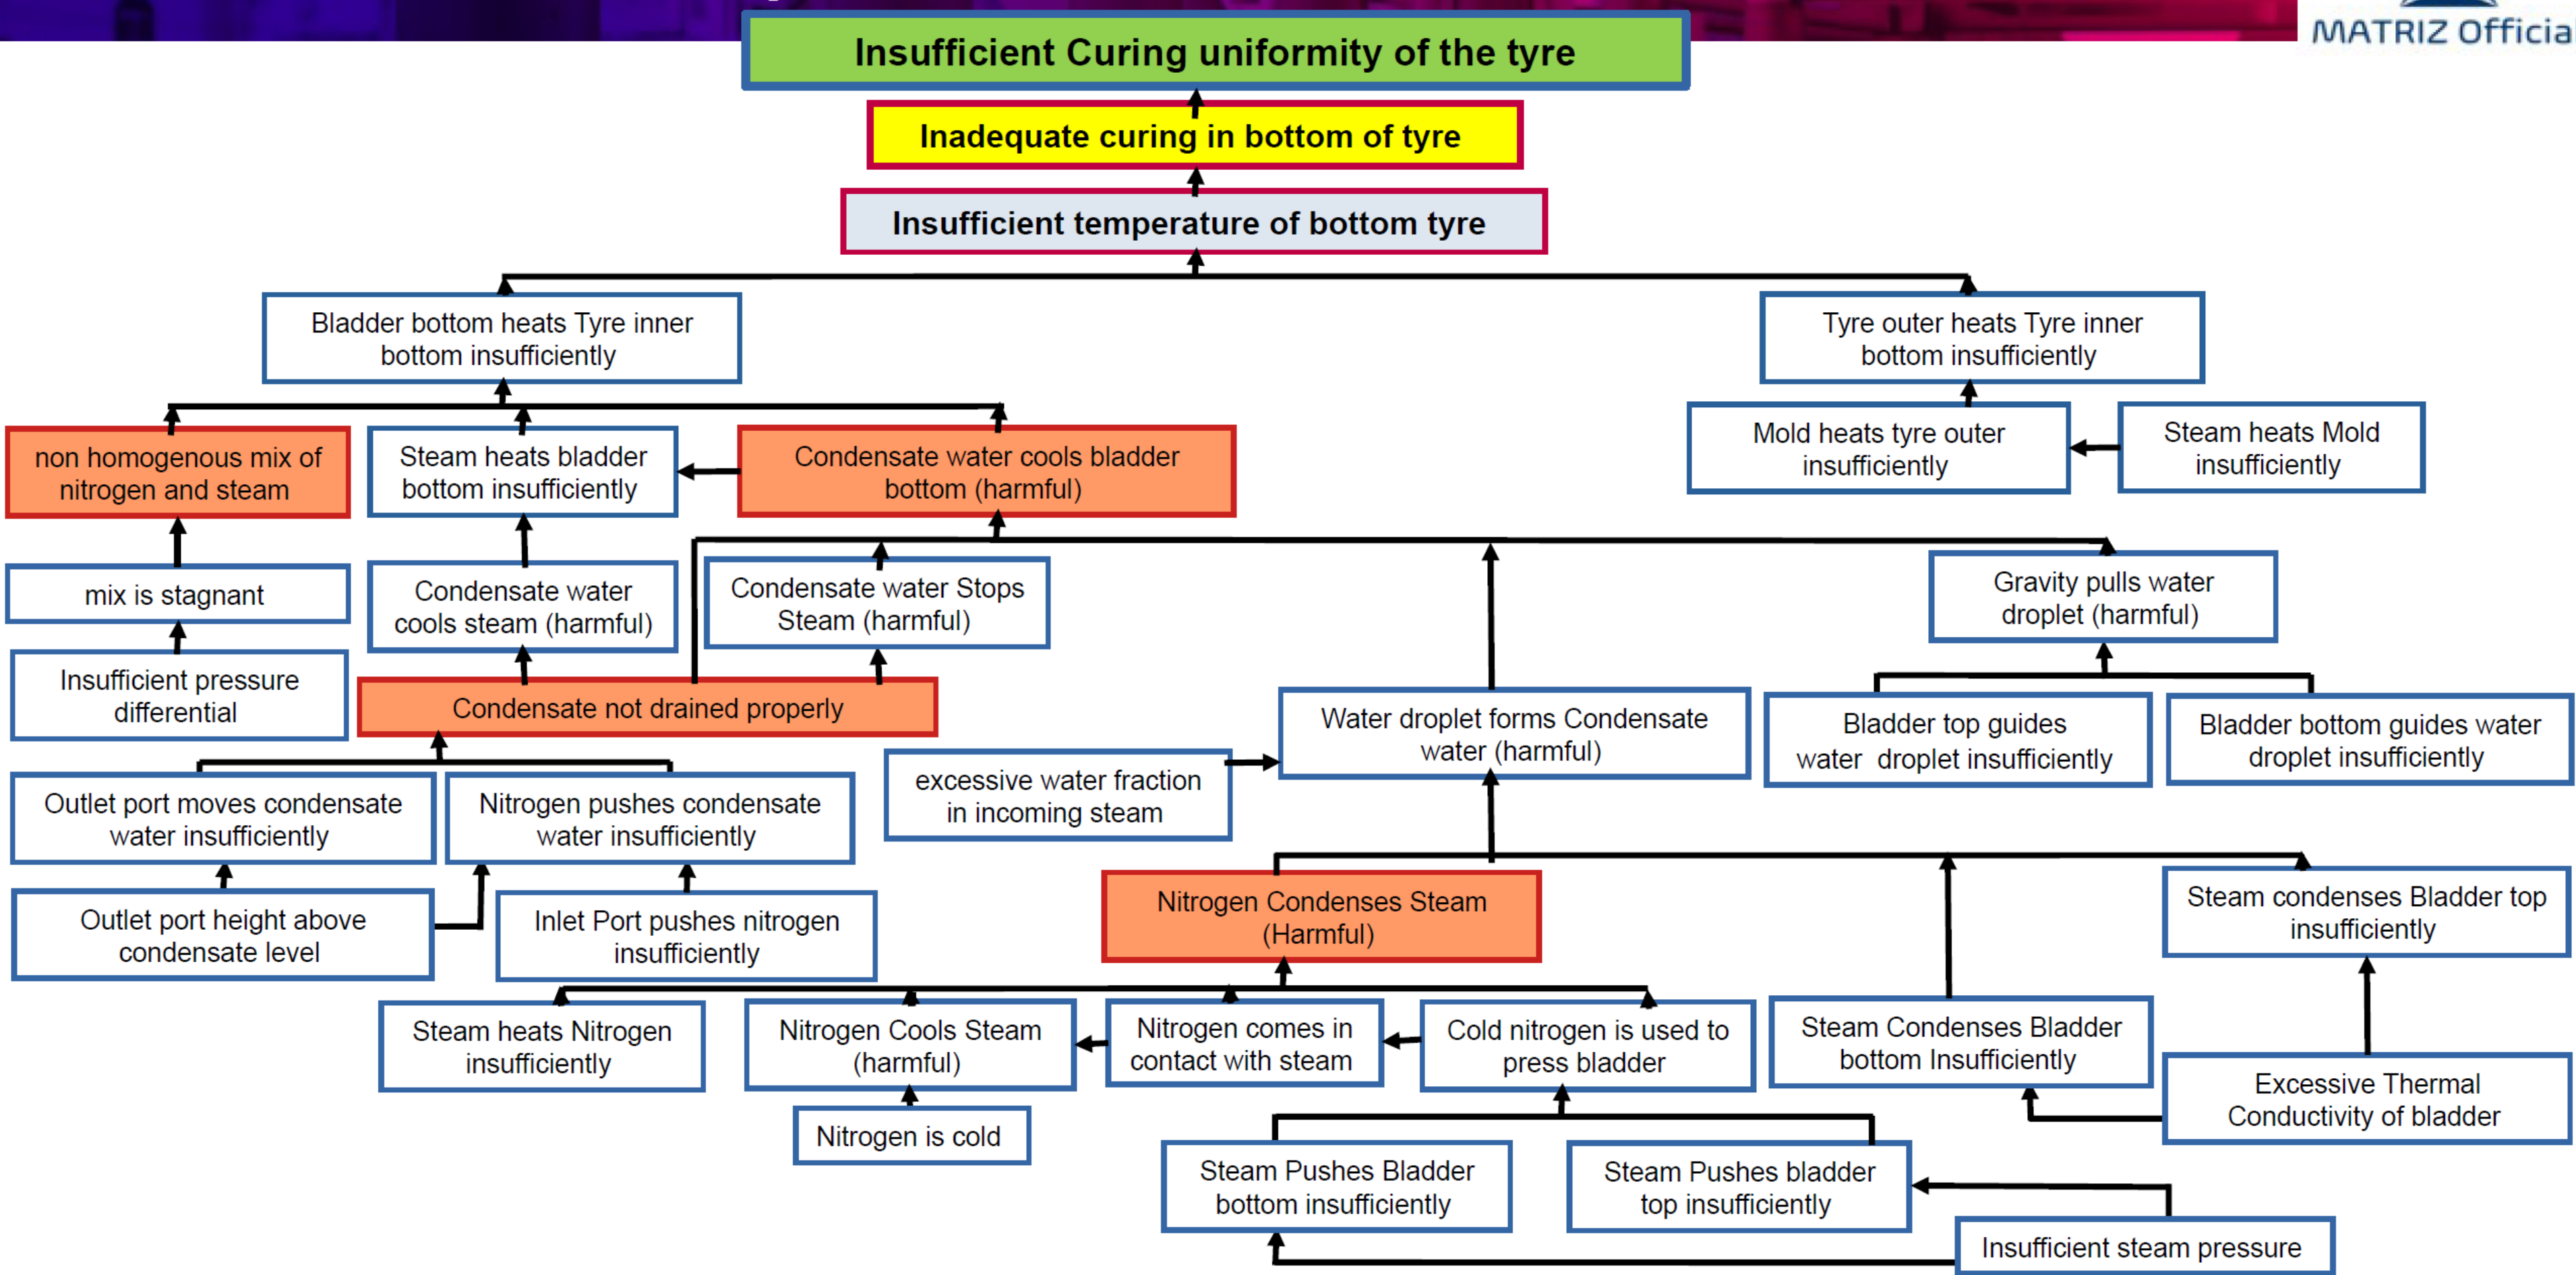 MATRIZ Officia
Insufficient Curing uniformity of the tyre
Inadequate curing in bottom of tyre
Insufficient temperature of bottom tyre
Bladder bottom heats Tyre inner
bottom insufficiently
Tyre outer heats Tyre inner
bottom insufficiently
non homogenous mix of
nitrogen and steam
Steam heats bladder
bottom insufficiently
Condensate water cools bladder
bottom (harmful)
Mold heats tyre outer
insufficiently
Steam heats Mold
insufficiently
mix is stagnant
Condensate water
cools steam (harmful)
Condensate water Stops
Steam (harmful)
Gravity pulls water
droplet (harmful)
Insufficient pressure
differential
Condensate not drained properly
Water droplet forms Condensate
water (harmful)
Bladder top guides
water droplet insufficiently
Bladder bottom guides water
droplet insufficiently
excessive water fraction
in incoming steam
Outlet port moves condensate
water insufficiently
Nitrogen pushes condensate
water insufficiently
Outlet port height above
condensate level
Inlet Port pushes nitrogen
insufficiently
Nitrogen Condenses Steam
(Harmful)
Steam condenses Bladder top
insufficiently
Steam heats Nitrogen
insufficiently
Nitrogen Cools Steam
(harmful)
Nitrogen comes in
contact with steam
Cold nitrogen is used to
press bladder
Steam Condenses Bladder
bottom Insufficiently
Excessive Thermal
Conductivity of bladder
Nitrogen is cold
Steam Pushes Bladder
bottom insufficiently
Steam Pushes bladder
top insufficiently
Insufficient steam pressure